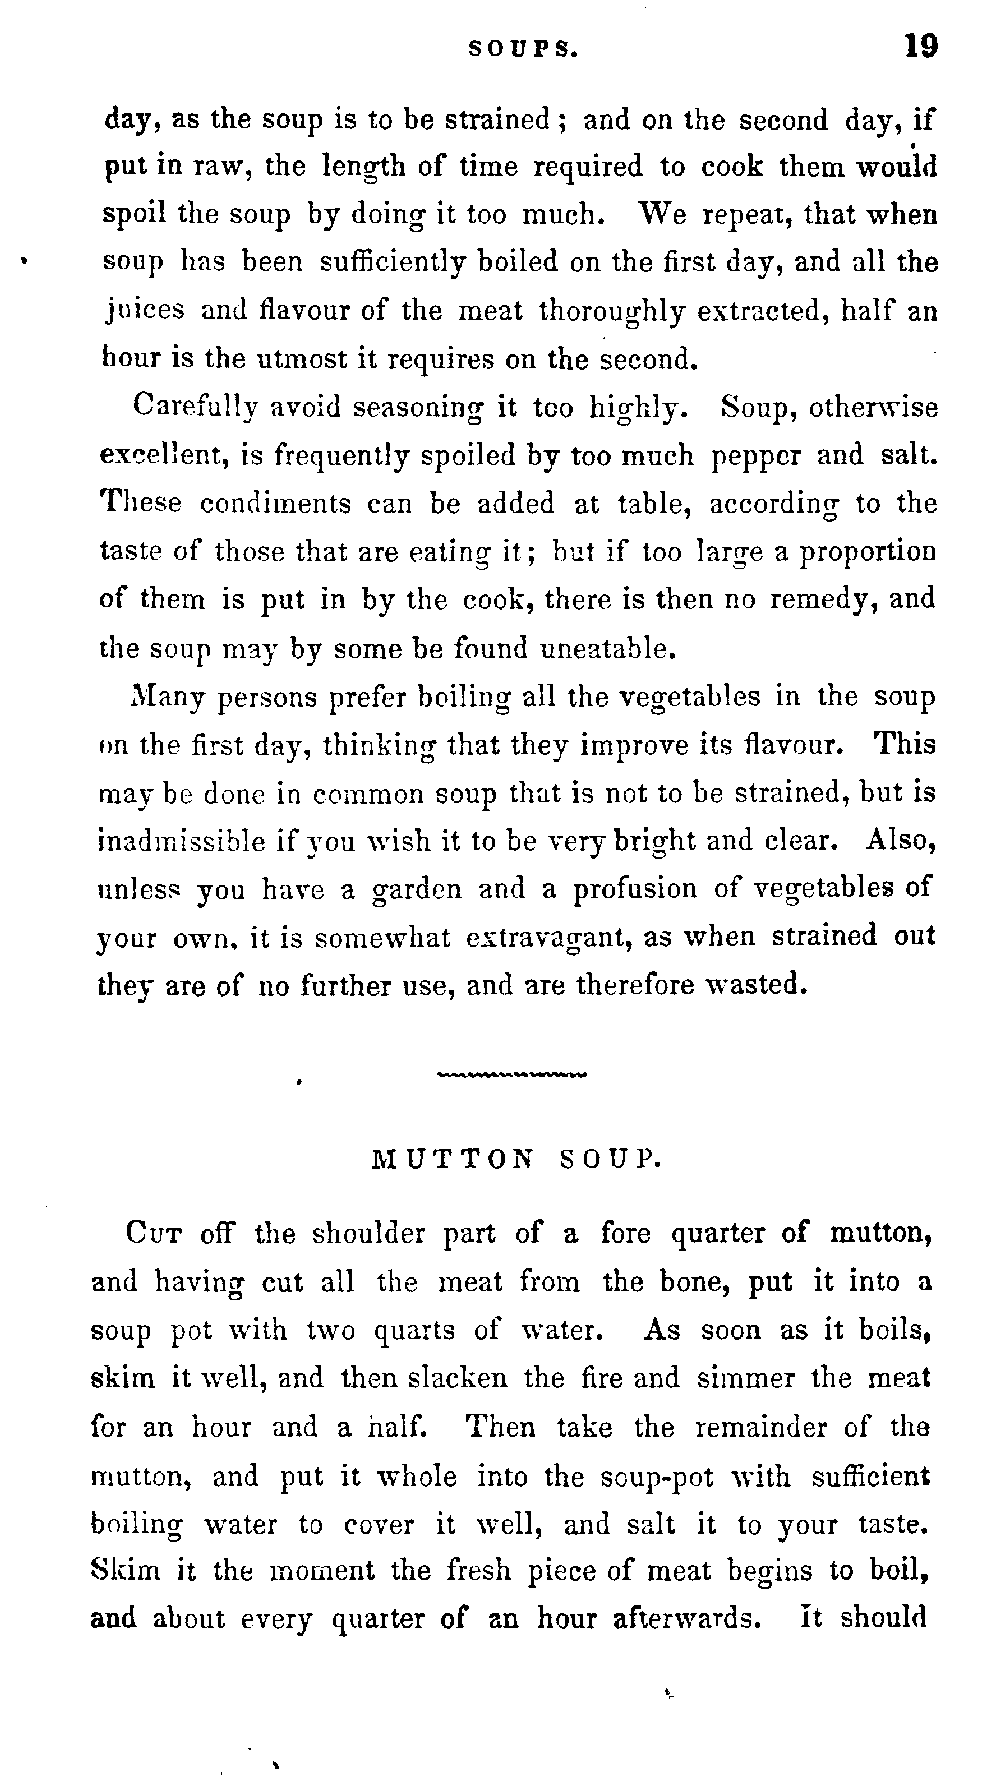 SOUPS. 19
day, as the soup is to be strained; and on the second day, if
put in raw, the length of time required to cook them would
spoil the soup by doing it too much. We repeat, that when
soup has been sufficiently boiled on the first day, and all the
juices and flavour of the meat thoroughly extracted, half an
hour is the utmost it requires on the second.
Carefully avoid seasoning it too highly. Soup, otherwise
excellent, is frequently spoiled by too much pepper and salt.
These condiments can be added at table, according to the
taste of those that are eating it; but if too large a proportion
of them is put in by the cook, there is then no remedy, and
the soup may by some be found uneatable.
Many persons prefer boiling all the vegetables in the soup
on the first day, thinking that they improve its flavour. This
may be done in common soup that is not to be strained, but is
inadmissible if you wish it to be very bright and clear. Also,
unless you have a garden and a profusion of vegetables of
your own, it is somewhat extravagant, as when strained out
they are of no further use, and are therefore wasted.
MUTTON SOUP.
CUT off the shoulder part of a fore quarter of mutton,
and having cut all the meat from the bone, put it into a
soup pot with two quarts of water. As soon as it boils,
skim it well, and then slacken the fire and simmer the meat
for an hour and a half. Then take the remainder of the
mutton, and put it whole into the soup-pot with sufficient
boiling water to cover it well, and salt it to your taste.
Skim it the moment the fresh piece of meat begins to boil,
and about every quarter of an hour afterwards. It should